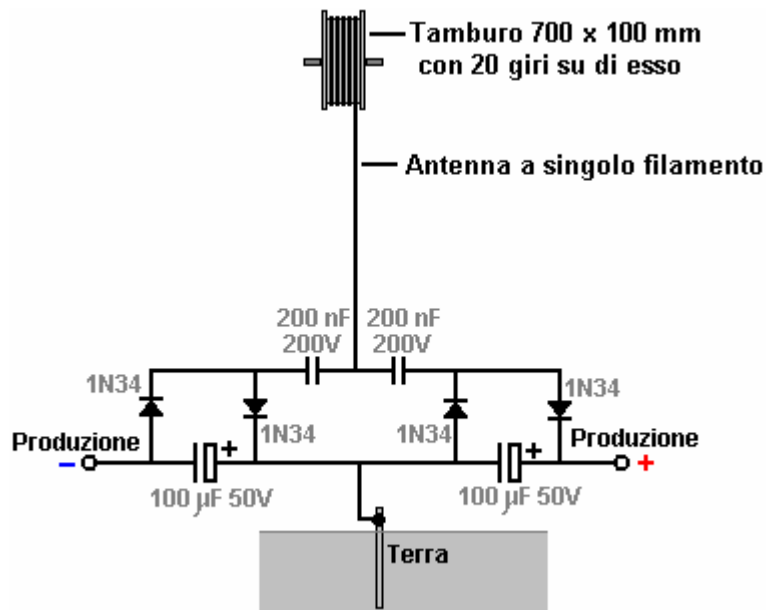 Tamburo 700 x 100 mm
con 20 giri su di esso
Antenna a singolo filamento
200 nF
200V
200 nF
200V
1N34
1N34
1N34
1N34
Produzione
-
+
100 µF 50V
+
100 µF 50V
Produzione
+
Terra